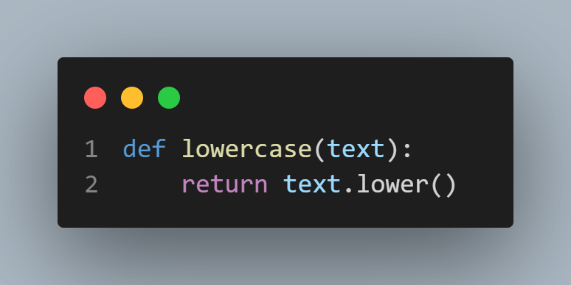 1 def lowercase(text):
2     return text.lower()